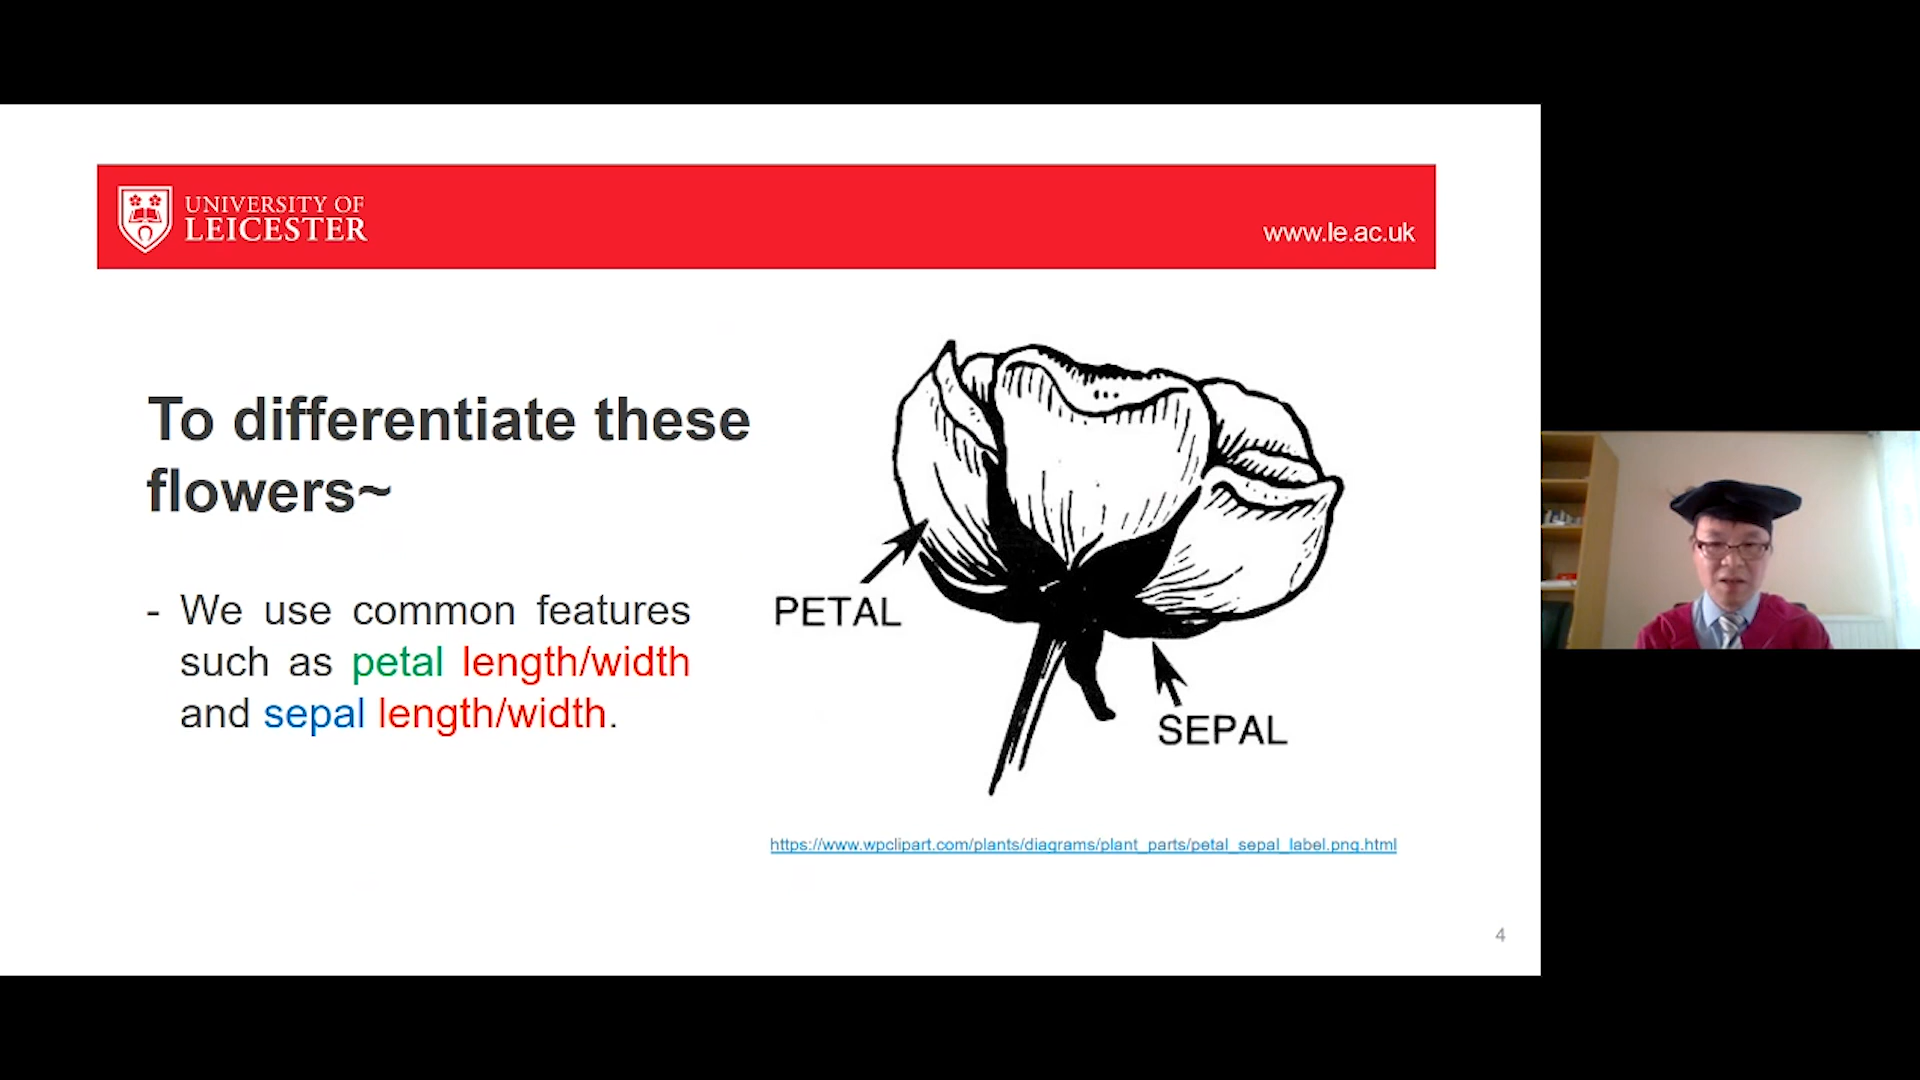 UNIVERSITY OF
LEICESTER
www.le.ac.uk
To differentiate these
flowers~
- We use common features
such as petal length/width
and sepal length/width.
PETAL
SEPAL
https://www.wpclipart.com/plants/diagrams/plant_parts/petal_sepal_label.png.html
4